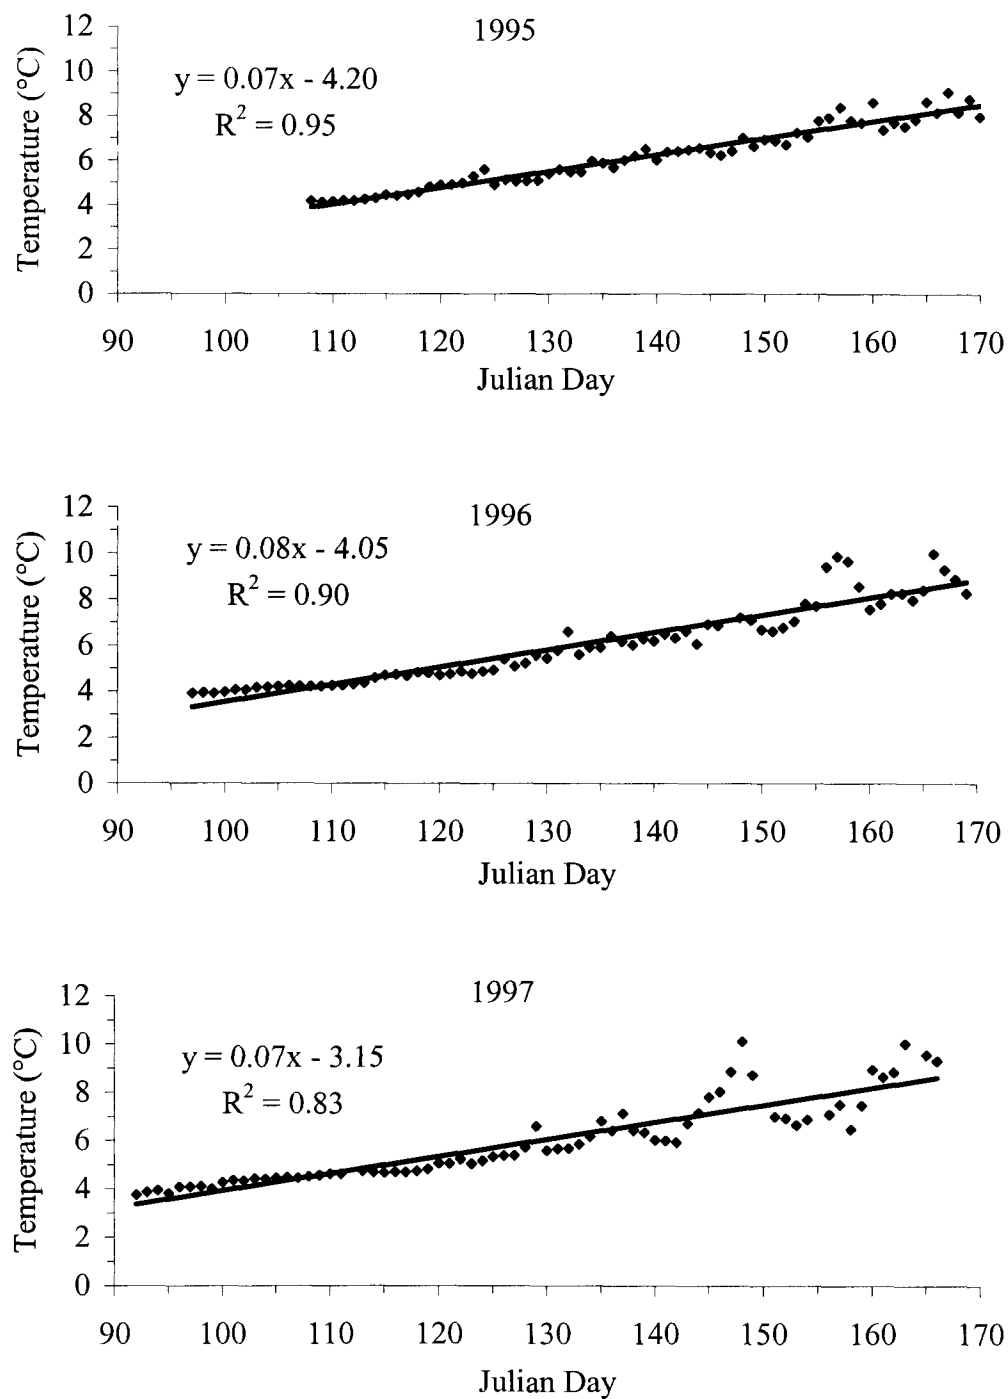 1995
y = 0.07x - 4.20
R² = 0.95
Temperature (°C)
12
10
8
6
4
2
0
90 100 110 120 130 140 150 160 170
Julian Day
1996
y = 0.08x - 4.05
R² = 0.90
Temperature (°C)
12
10
8
6
4
2
0
90 100 110 120 130 140 150 160 170
Julian Day
1997
y = 0.07x - 3.15
R² = 0.83
Temperature (°C)
12
10
8
6
4
2
0
90 100 110 120 130 140 150 160 170
Julian Day